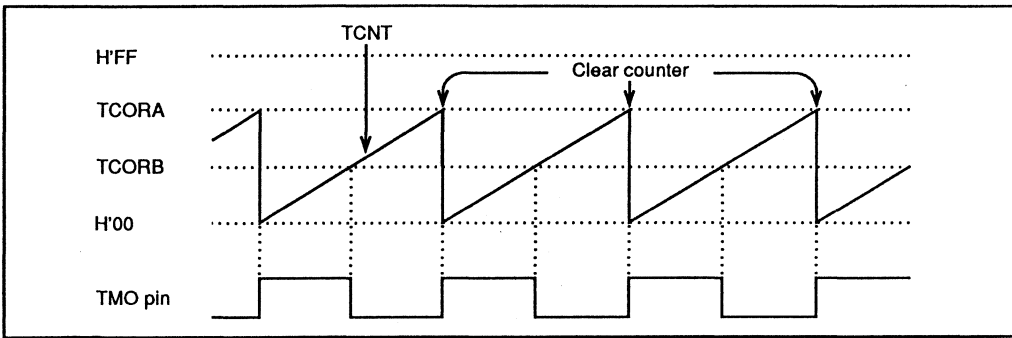 TCNT
H'FF
Clear counter
TCORA
TCORB
H'00
TMO pin